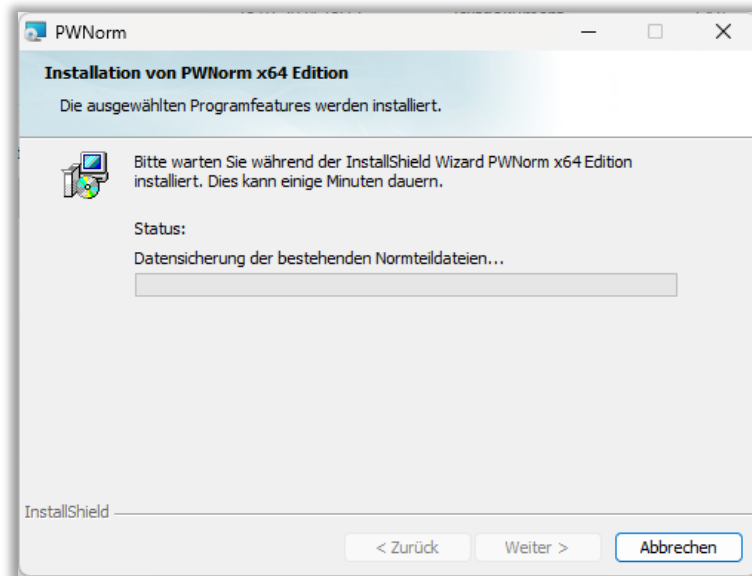 PWNorm
Installation von PWNorm x64 Edition
Die ausgewählten Programfeatures werden installiert.
Bitte warten Sie während der InstallShield Wizard PWNorm x64 Edition
installiert. Dies kann einige Minuten dauern.
Status:
Datensicherung der bestehenden Normteildateien...
InstallShield
< Zurück
Weiter >
Abbrechen